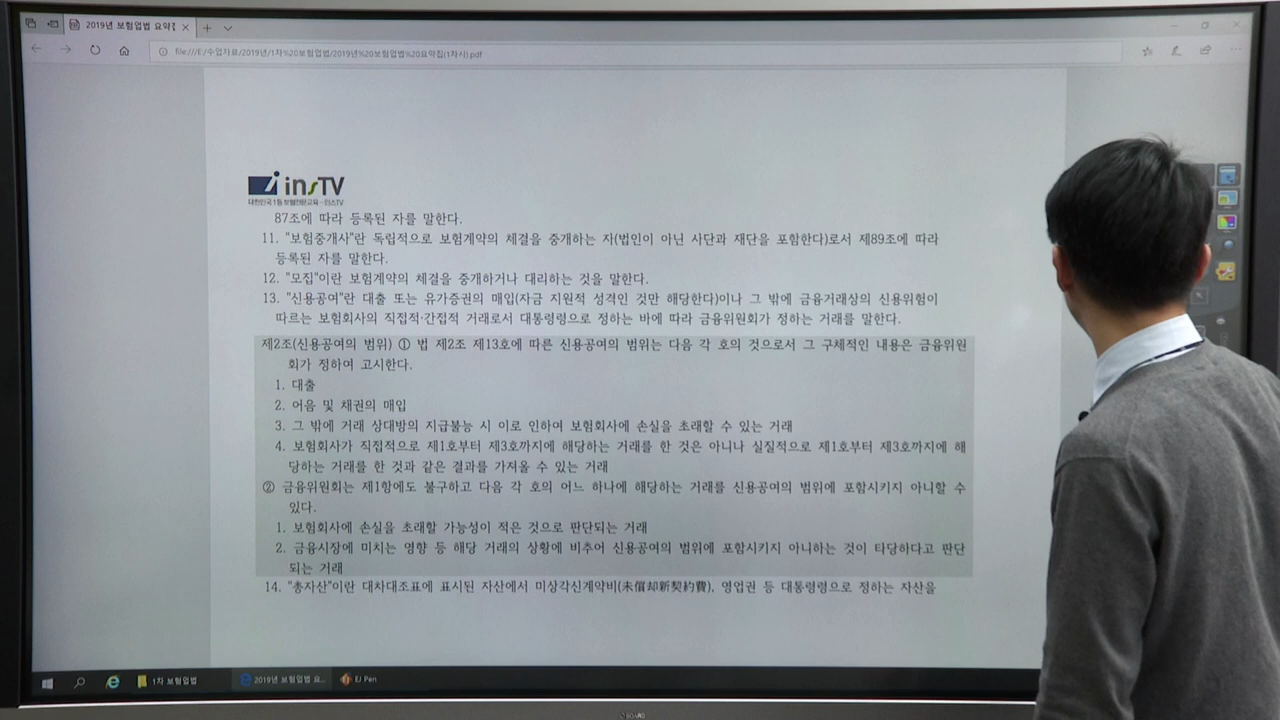 2019년 보험업법 요약집
file:///E:/수업자료/2019년/1차%20보험업법/2019년%20보험업법%20요약집(1차시).pdf
insTV
대한민국 1등 보험전문교육 - 인스TV
87조에 따라 등록된 자를 말한다.
11. "보험중개사"란 독립적으로 보험계약의 체결을 중개하는 자(법인이 아닌 사단과 재단을 포함한다)로서 제89조에 따라
등록된 자를 말한다.
12. "모집"이란 보험계약의 체결을 중개하거나 대리하는 것을 말한다.
13. "신용공여"란 대출 또는 유가증권의 매입(자금 지원적 성격인 것만 해당한다)이나 그 밖에 금융거래상의 신용위험이
따르는 보험회사의 직접적·간접적 거래로서 대통령령으로 정하는 바에 따라 금융위원회가 정하는 거래를 말한다.
제2조(신용공여의 범위) ① 법 제2조 제13호에 따른 신용공여의 범위는 다음 각 호의 것으로서 그 구체적인 내용은 금융위원
회가 정하여 고시한다.
1. 대출
2. 어음 및 채권의 매입
3. 그 밖에 거래 상대방의 지급불능 시 이로 인하여 보험회사에 손실을 초래할 수 있는 거래
4. 보험회사가 직접적으로 제1호부터 제3호까지에 해당하는 거래를 한 것은 아니나 실질적으로 제1호부터 제3호까지에 해
당하는 거래를 한 것과 같은 결과를 가져올 수 있는 거래
② 금융위원회는 제1항에도 불구하고 다음 각 호의 어느 하나에 해당하는 거래를 신용공여의 범위에 포함시키지 아니할 수
있다.
1. 보험회사에 손실을 초래할 가능성이 적은 것으로 판단되는 거래
2. 금융시장에 미치는 영향 등 해당 거래의 상황에 비추어 신용공여의 범위에 포함시키지 아니하는 것이 타당하다고 판단
되는 거래
14. "총자산"이란 대차대조표에 표시된 자산에서 미상각신계약비(未償却新契約費), 영업권 등 대통령령으로 정하는 자산을
1차 보험업법
2019년 보험업법 요...
EJ Pen